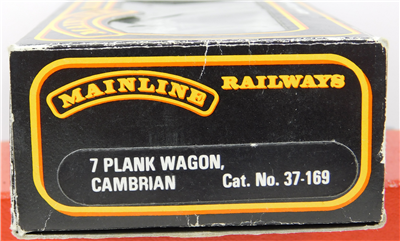 MAINLINE RAILWAYS
7 PLANK WAGON,
CAMBRIAN Cat. No. 37-169